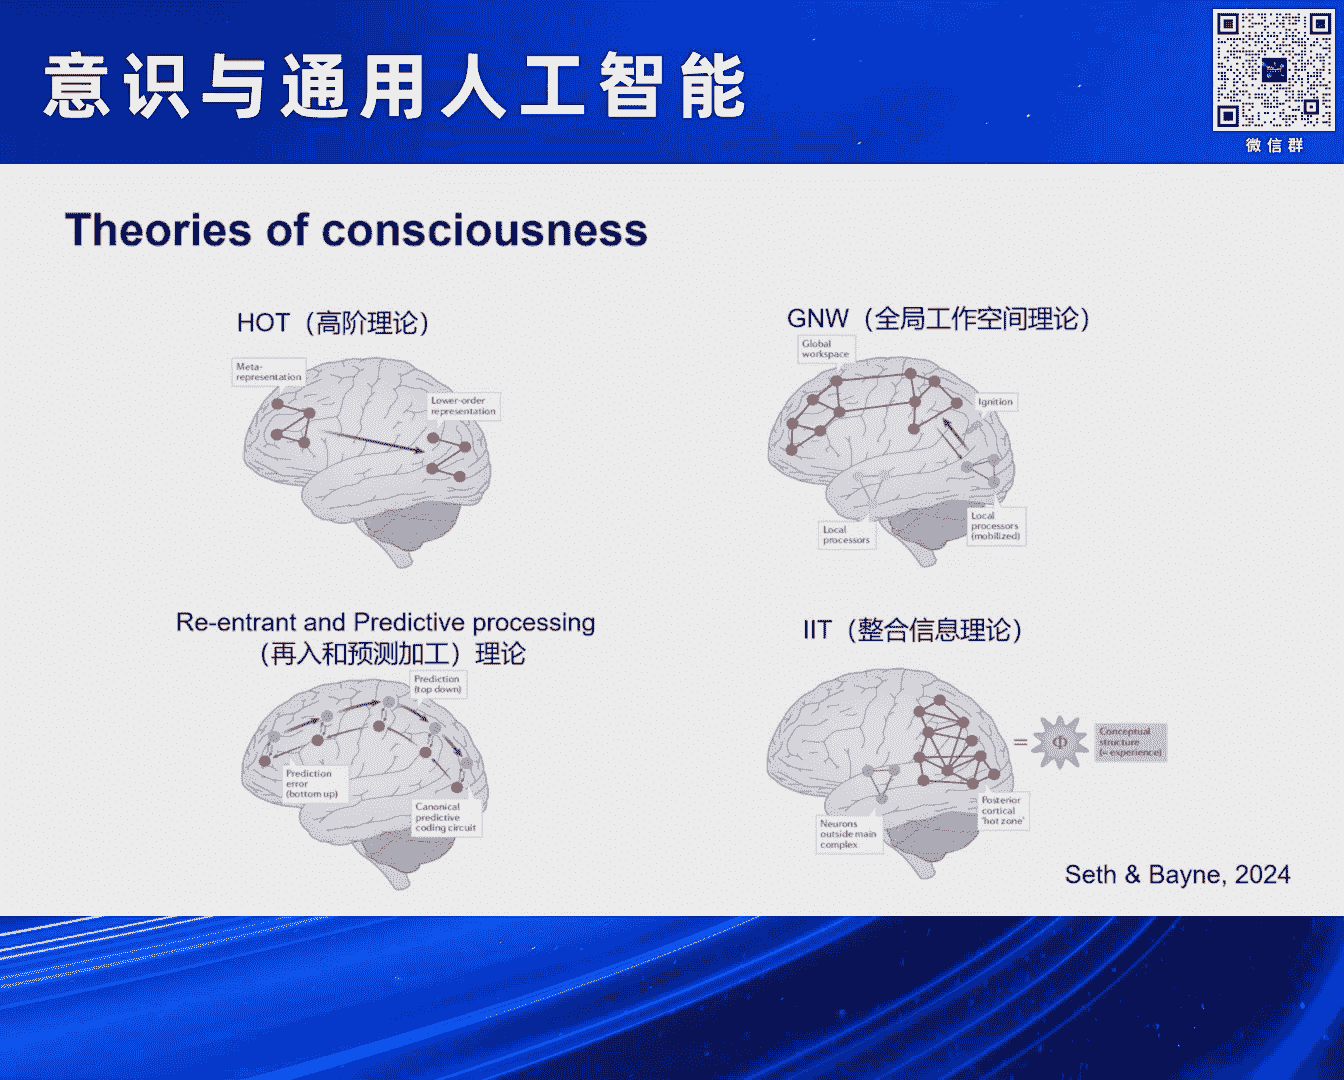 意识与通用人工智能
微信群
Theories of consciousness
HOT（高阶理论）
Meta-
representation
Lower-order
representation
GNW（全局工作空间理论）
Global
workspace
Ignition
Local
processors
Local
processors
(mobilized)
Re-entrant and Predictive processing
（再入和预测加工）理论
Prediction
(top down)
Prediction
error
(bottom up)
Canonical
predictive
coding circuit
IIT（整合信息理论）
Φ
Conceptual
structure
(= experience)
=
Posterior
cortical
'hot zone'
Neurons
outside main
complex
Seth & Bayne, 2024